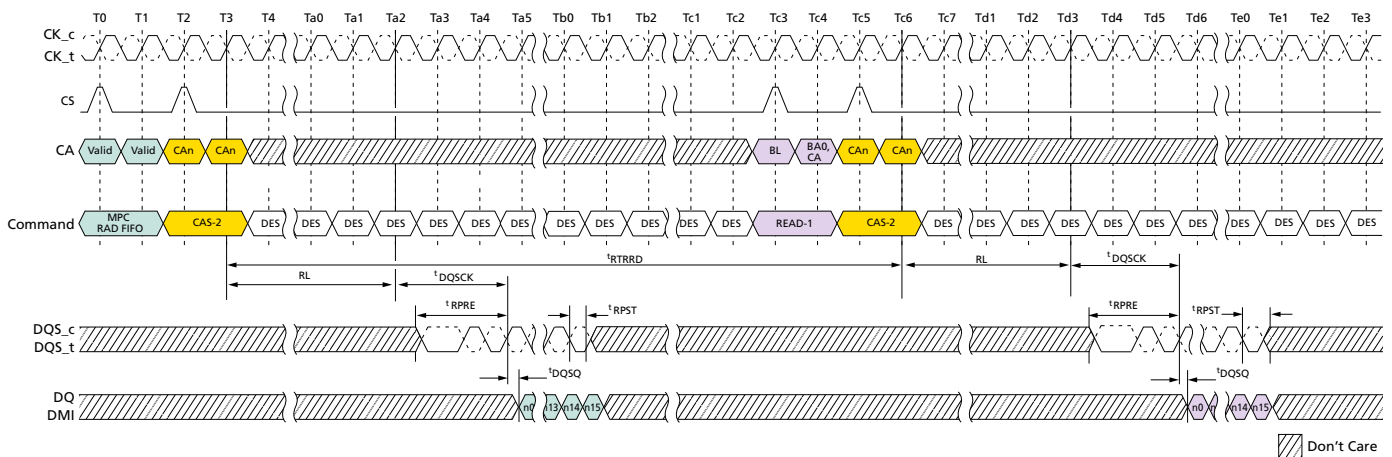 T0 T1 T2 T3 T4 Ta0 Ta1 Ta2 Ta3 Ta4 Ta5 Tb0 Tb1 Tb2 Tc1 Tc2 Tc3 Tc4 Tc5 Tc6 Tc7 Td1 Td2 Td3 Td4 Td5 Td6 Te0 Te1 Te2 Te3
CK_c
CK_t
CS
CA Valid Valid CAn CAn BL BA0, CA CAn CAn
Command MPC RAD FIFO CAS-2 DES DES DES DES DES DES DES DES DES DES DES DES READ-1 CAS-2 DES DES DES DES DES DES DES DES DES DES DES
tRTRRD
RL tDQSCK RL tDQSCK
tRPRE tRPST tRPRE tRPST
DQS_c
DQS_t
tDQSQ tDQSQ
DQ
DMI
n0 n13 n14 n15 n0 n n14 n15
Don't Care